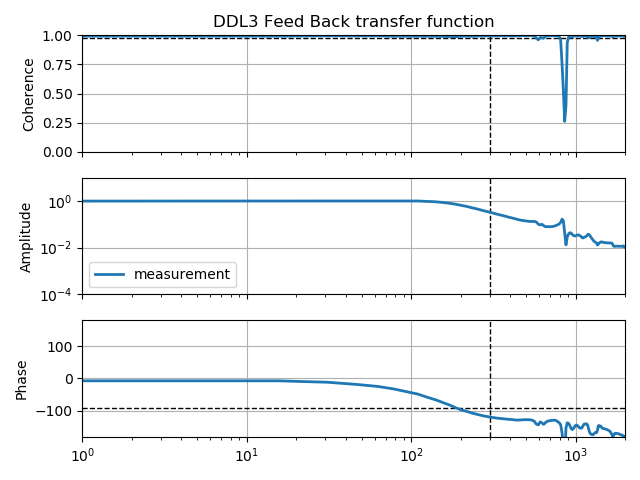 DDL3 Feed Back transfer function
1.00
0.75
0.50
0.25
0.00
Coherence
10⁰
10⁻²
10⁻⁴
Amplitude
measurement
100
0
−100
Phase
10⁰ 10¹ 10² 10³